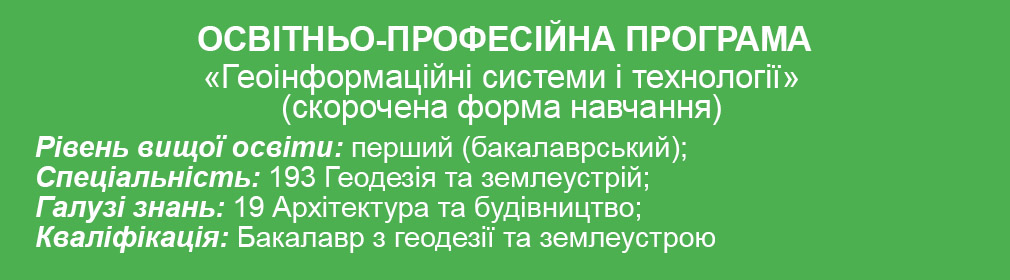 ОСВІТНЬО-ПРОФЕСІЙНА ПРОГРАМА
«Геоінформаційні системи і технології»
(скорочена форма навчання)
Рівень вищої освіти: перший (бакалаврський);
Спеціальність: 193 Геодезія та землеустрій;
Галузі знань: 19 Архітектура та будівництво;
Кваліфікація: Бакалавр з геодезії та землеустрою